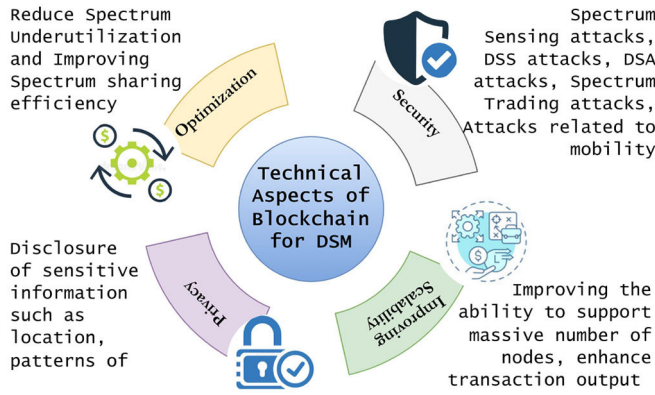 Reduce Spectrum
Underutilization
and Improving
Spectrum sharing
efficiency
Optimization
Spectrum
Sensing attacks,
DSS attacks, DSA
attacks, Spectrum
Trading attacks,
Attacks related to
mobility
Security
Technical
Aspects of
Blockchain
for DSM
Disclosure
of sensitive
information
such as
location,
patterns of
Privacy
Improving
Scalability
Improving the
ability to support
massive number of
nodes, enhance
transaction output